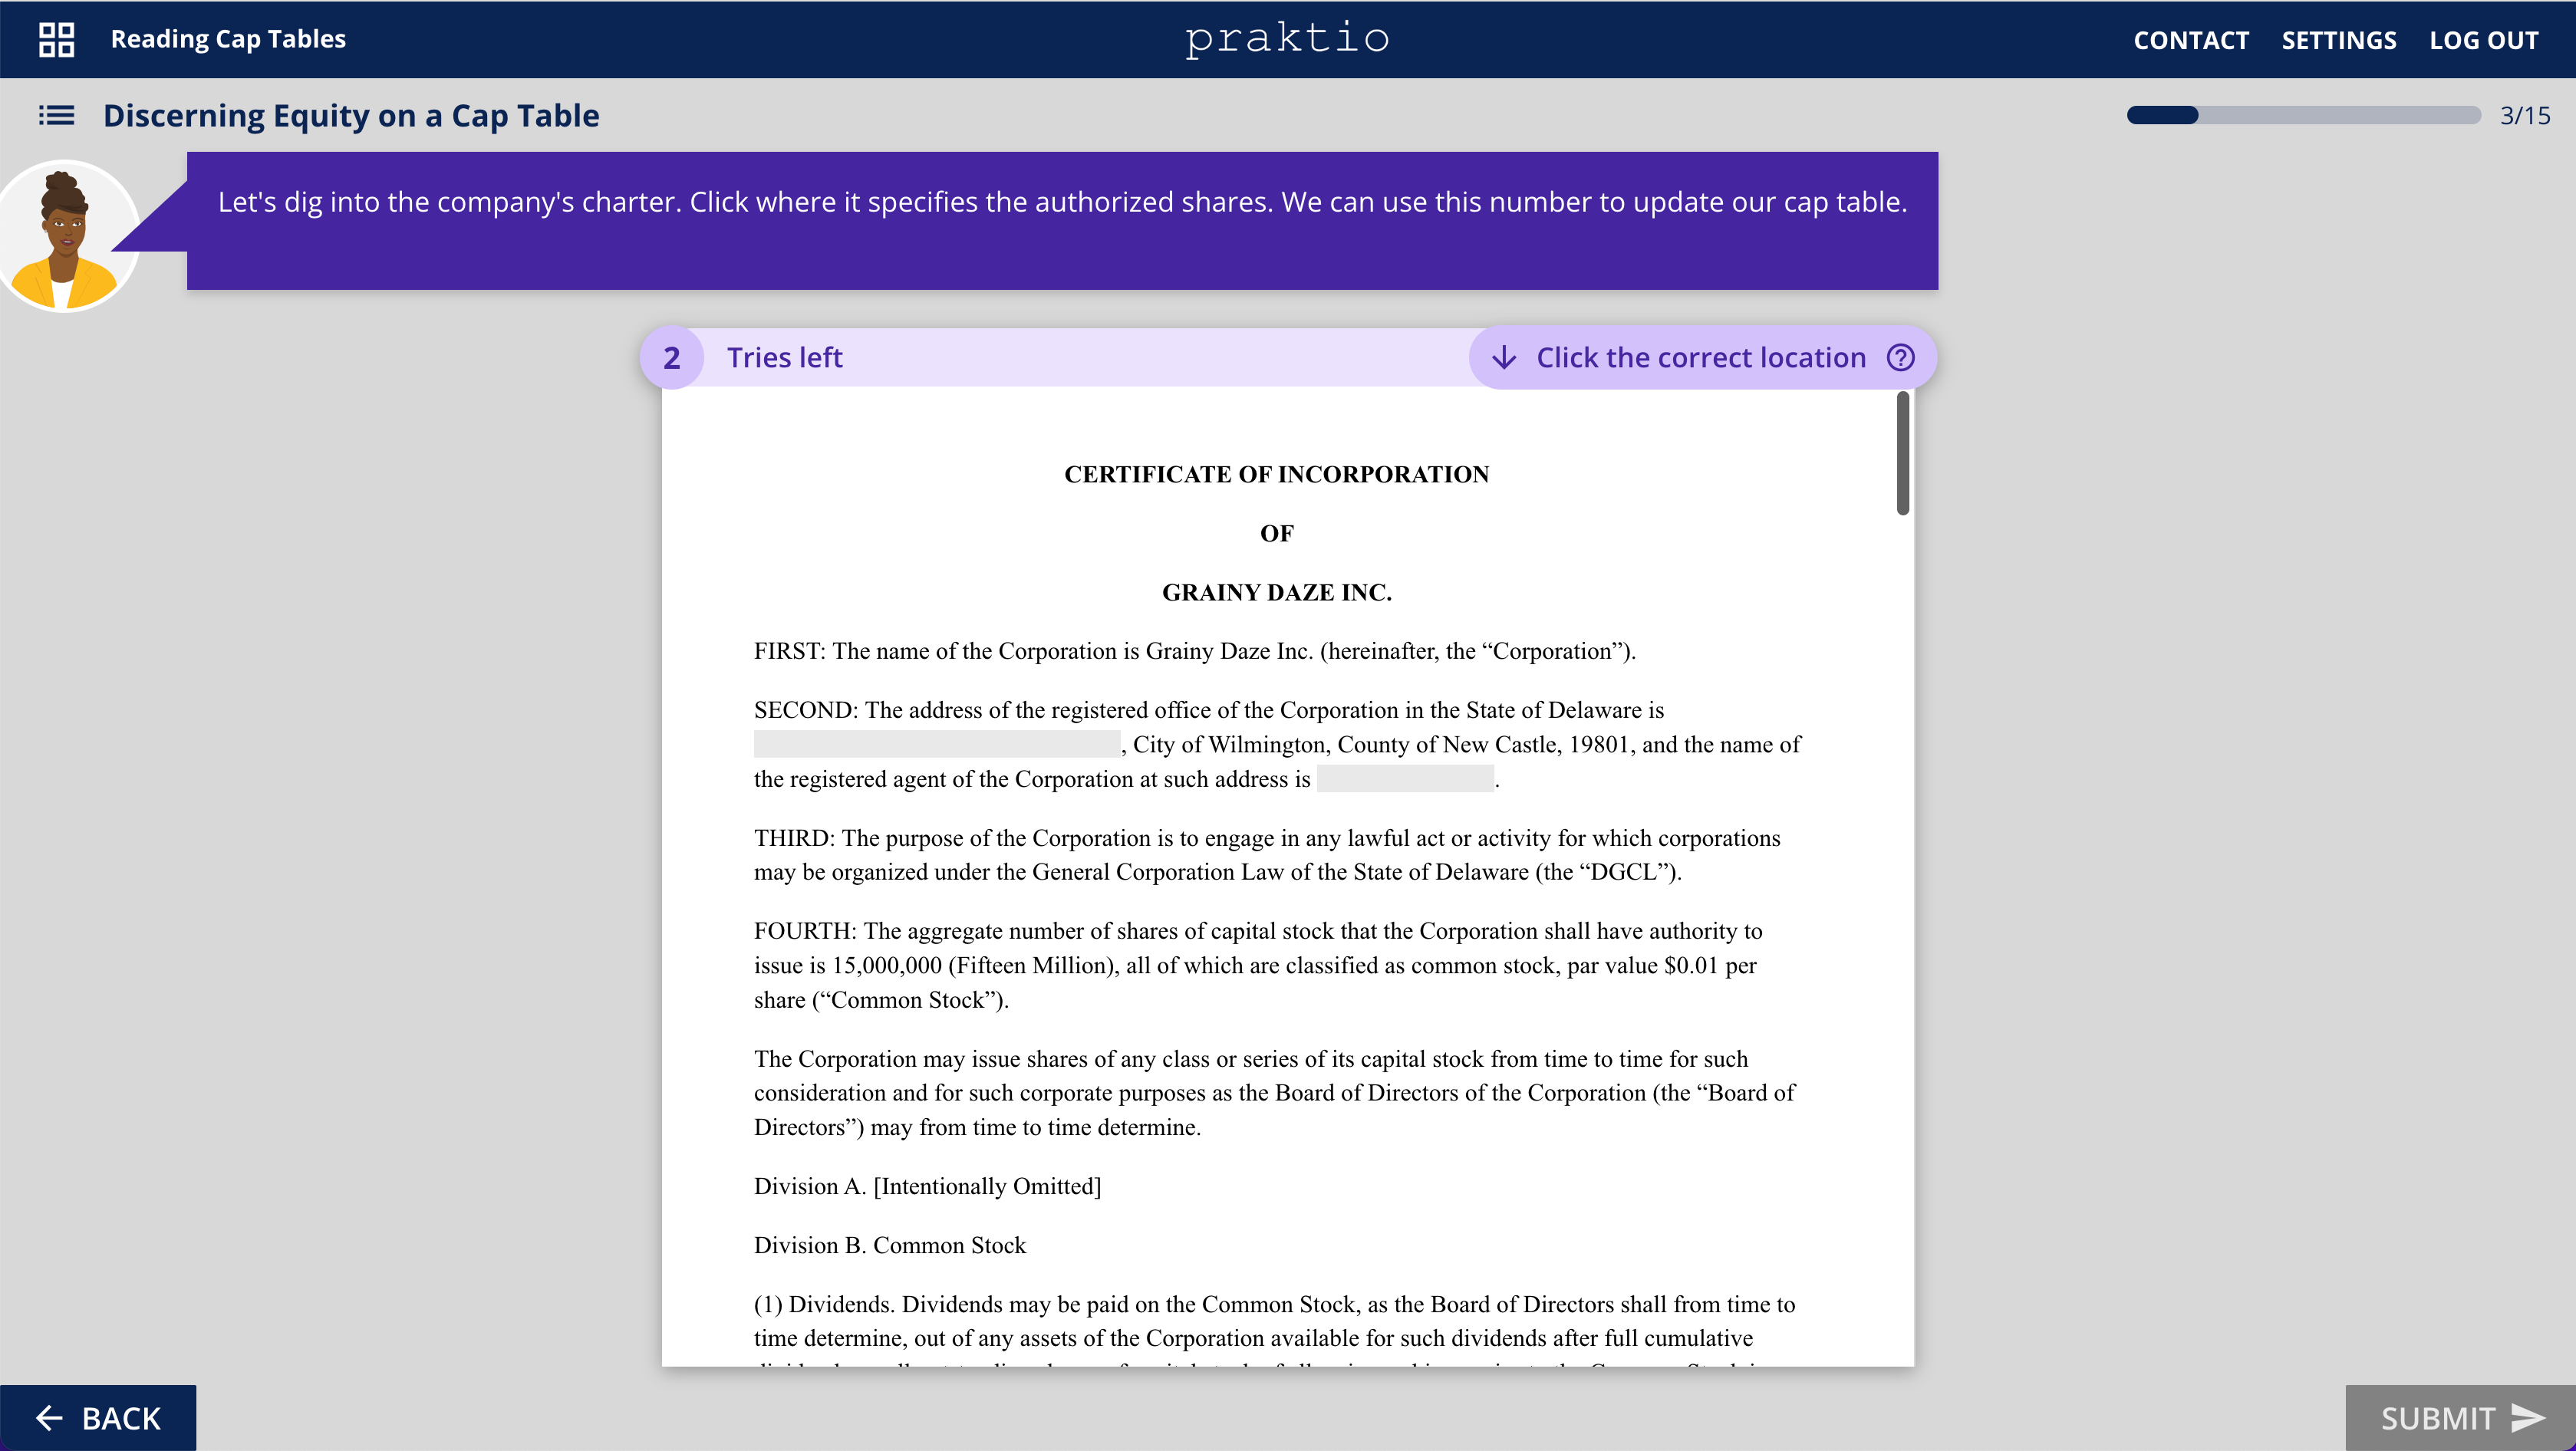 Reading Cap Tables
praktio
CONTACT SETTINGS LOG OUT
Discerning Equity on a Cap Table
3/15
Let's dig into the company's charter. Click where it specifies the authorized shares. We can use this number to update our cap table.
2 Tries left
Click the correct location ?
CERTIFICATE OF INCORPORATION
OF
GRAINY DAZE INC.
FIRST: The name of the Corporation is Grainy Daze Inc. (hereinafter, the “Corporation”).
SECOND: The address of the registered office of the Corporation in the State of Delaware is
, City of Wilmington, County of New Castle, 19801, and the name of
the registered agent of the Corporation at such address is .
THIRD: The purpose of the Corporation is to engage in any lawful act or activity for which corporations
may be organized under the General Corporation Law of the State of Delaware (the “DGCL”).
FOURTH: The aggregate number of shares of capital stock that the Corporation shall have authority to
issue is 15,000,000 (Fifteen Million), all of which are classified as common stock, par value $0.01 per
share (“Common Stock”).
The Corporation may issue shares of any class or series of its capital stock from time to time for such
consideration and for such corporate purposes as the Board of Directors of the Corporation (the “Board of
Directors”) may from time to time determine.
Division A. [Intentionally Omitted]
Division B. Common Stock
(1) Dividends. Dividends may be paid on the Common Stock, as the Board of Directors shall from time to
time determine, out of any assets of the Corporation available for such dividends after full cumulative
BACK
SUBMIT